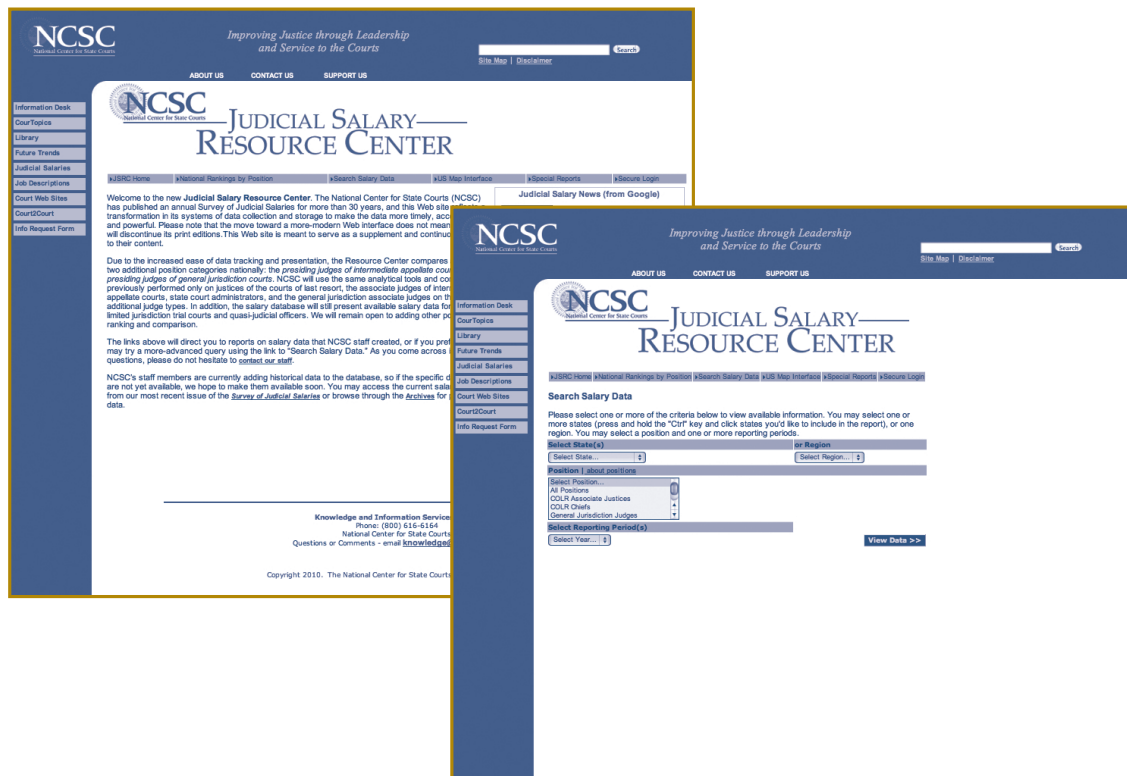 NCSC
National Center for State Courts
Improving Justice through Leadership
and Service to the Courts
Search
Site Map | Disclaimer
ABOUT US CONTACT US SUPPORT US
Information Desk
CourTopics
Library
Future Trends
Judicial Salaries
Job Descriptions
Court Web Sites
Court2Court
Info Request Form
NCSC
National Center for State Courts
JUDICIAL SALARY
RESOURCE CENTER
JSRC Home National Rankings by Position Search Salary Data US Map Interface Special Reports Secure Login
Judicial Salary News (from Google)
Welcome to the new Judicial Salary Resource Center. The National Center for State Courts (NCSC)
has published an annual Survey of Judicial Salaries for more than 30 years, and this Web site
transformation in its systems of data collection and storage to make the data more timely,
and powerful. Please note that the move toward a more-modern Web interface does not mean
will discontinue its print editions.This Web site is meant to serve as a supplement and
to their content.
Due to the increased ease of data tracking and presentation, the Resource Center compares
two additional position categories nationally: the presiding judges of intermediate appellate
presiding judges of general jurisdiction courts. NCSC will use the same analytical tools and
previously performed only on justices of the courts of last resort, the associate judges of
appellate courts, state court administrators, and the general jurisdiction associate judges on
additional judge types. In addition, the salary database will still present available salary data
limited jurisdiction trial courts and quasi-judicial officers. We will remain open to adding other
ranking and comparison.
The links above will direct you to reports on salary data that NCSC staff created, or if you
may try a more-advanced query using the link to "Search Salary Data." As you come across
questions, please do not hesitate to contact our staff.
NCSC's staff members are currently adding historical data to the database, so if the specific
are not yet available, we hope to make them available soon. You may access the current
from our most recent issue of the Survey of Judicial Salaries or browse through the Archives for
data.
Knowledge and Information Service
Phone: (800) 616-6164
National Center for State Courts
Questions or Comments - email knowledge
Copyright 2010. The National Center for State Courts
NCSC
National Center for State Courts
Improving Justice through Leadership
and Service to the Courts
Search
Site Map | Disclaimer
ABOUT US CONTACT US SUPPORT US
Information Desk
CourTopics
Library
Future Trends
Judicial Salaries
Job Descriptions
Court Web Sites
Court2Court
Info Request Form
NCSC
National Center for State Courts
JUDICIAL SALARY
RESOURCE CENTER
JSRC Home National Rankings by Position Search Salary Data US Map Interface Special Reports Secure Login
Search Salary Data
Please select one or more of the criteria below to view available information. You may select one or
more states (press and hold the "Ctrl" key and click states you'd like to include in the report), or one
region. You may select a position and one or more reporting periods.
Select State(s) or Region
Select State... Select Region...
Position | about positions
Select Position...
All Positions
COLR Associate Justices
COLR Chiefs
General Jurisdiction Judges
Select Reporting Period(s)
Select Year... View Data >>